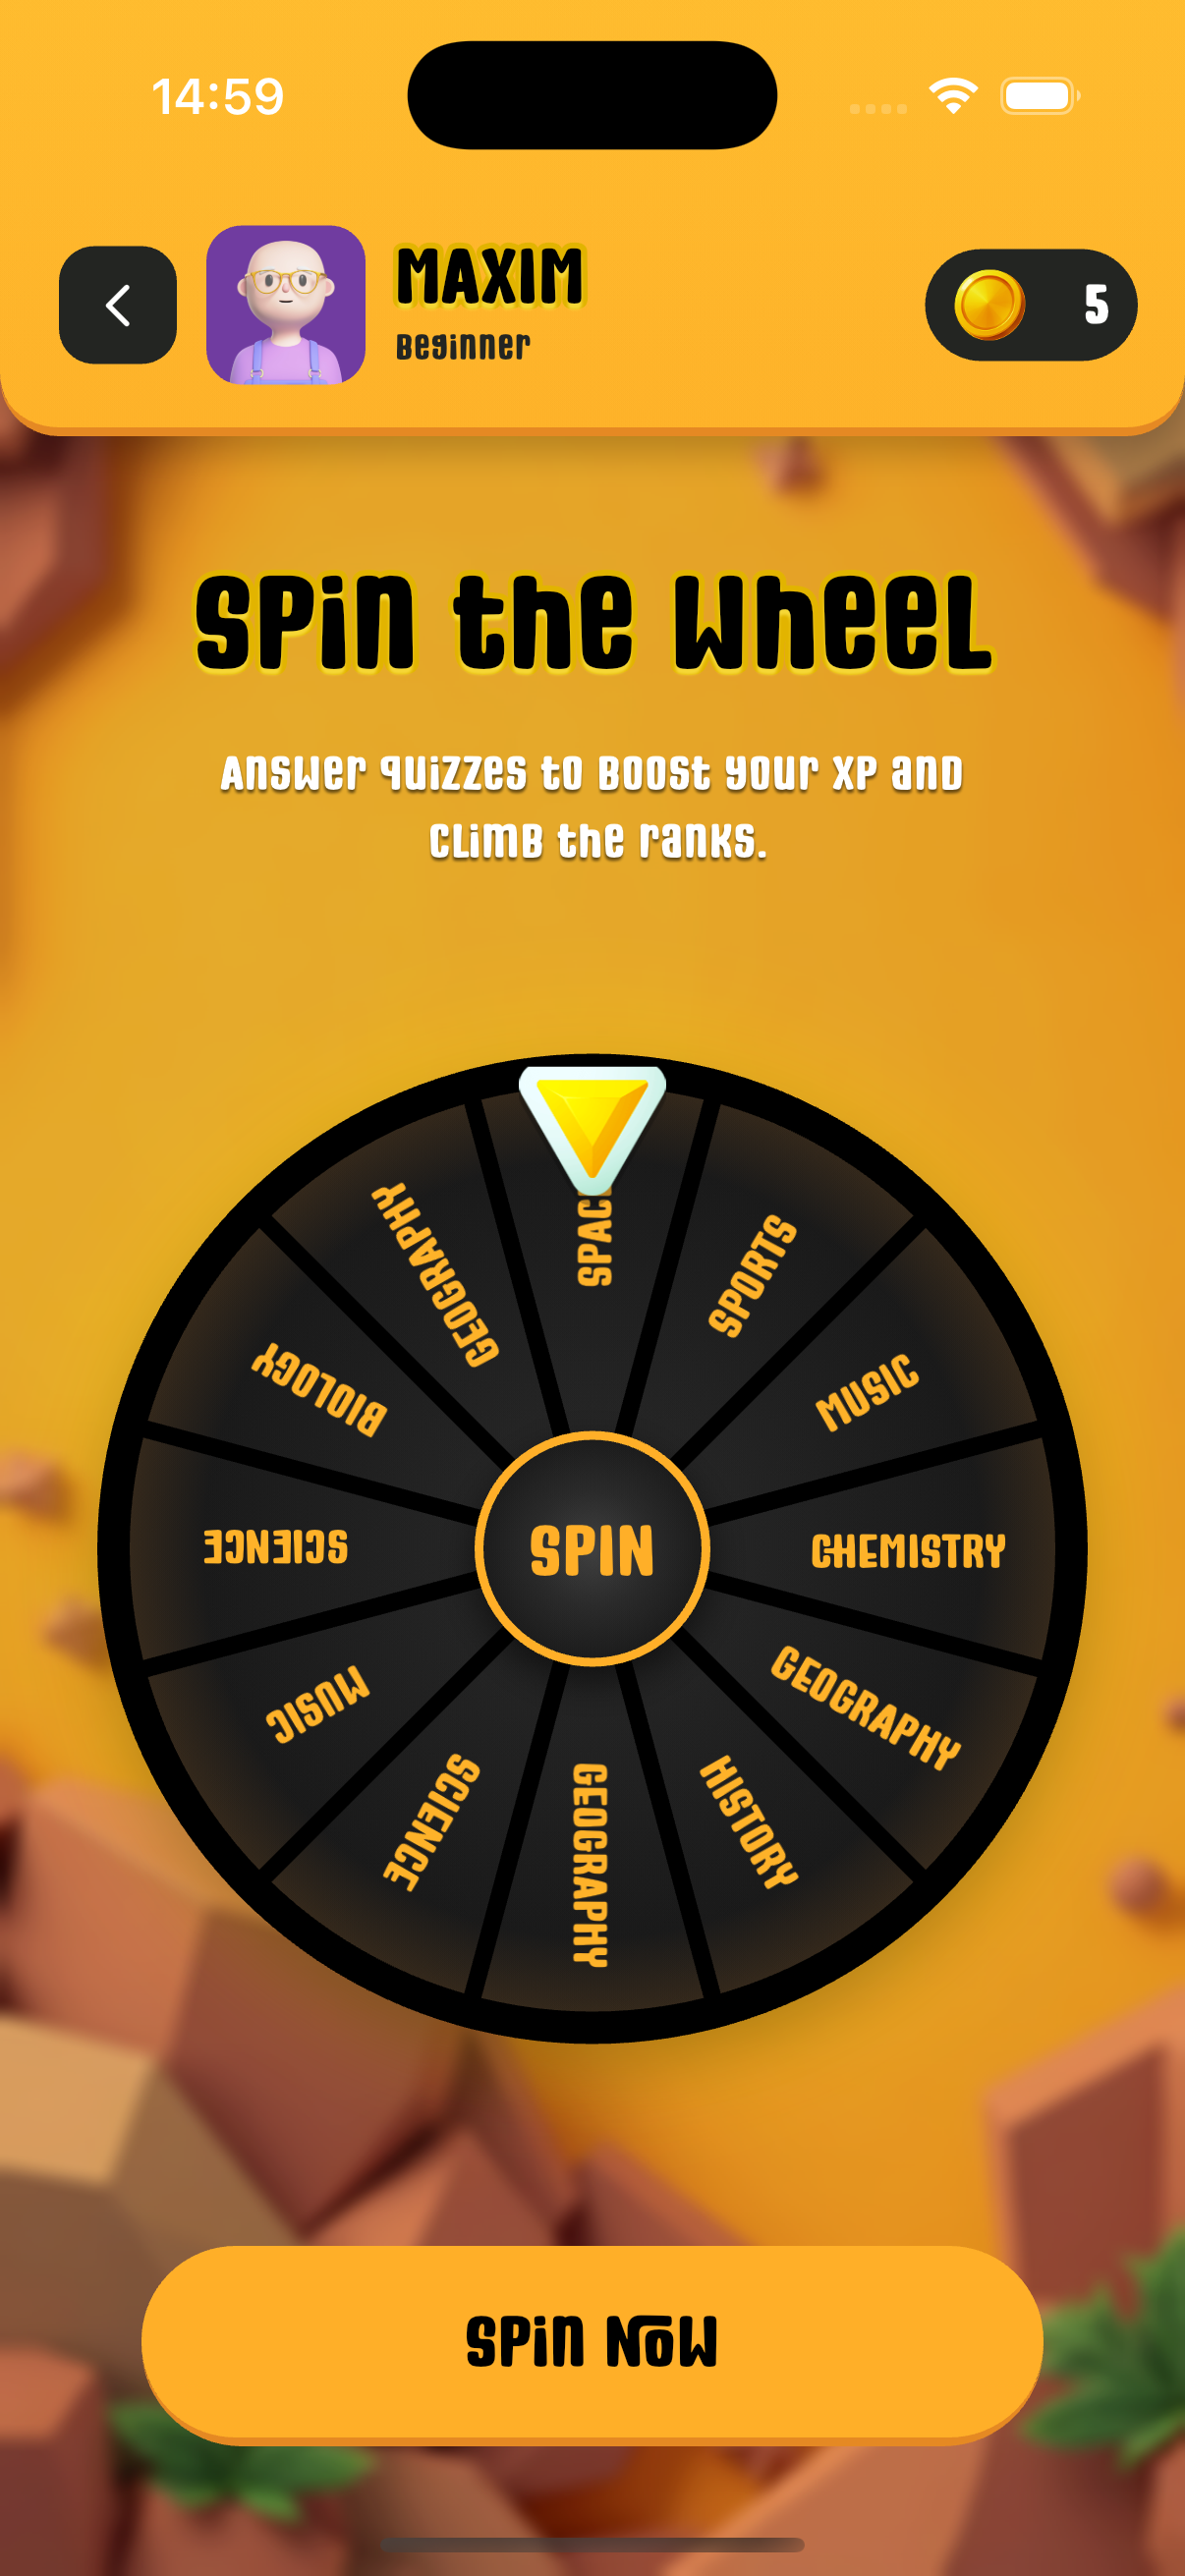 14:59
MAXIM
Beginner
5
Spin the Wheel
Answer quizzes to Boost your XP and
climb the ranks.
SPORTS
MUSIC
CHEMISTRY
GEOGRAPHY
HISTORY
GEOGRAPHY
SCIENCE
MUSIC
SCIENCE
BIOLOGY
GEOGRAPHY
SPIN
Spin Now